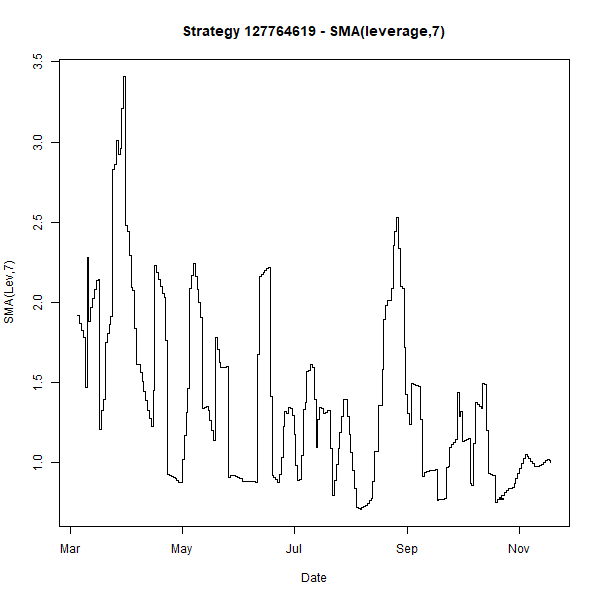 Strategy 127764619 - SMA(leverage,7)
SMA(Lev,7)
3.5
3.0
2.5
2.0
1.5
1.0
Mar
May
Jul
Sep
Nov
Date